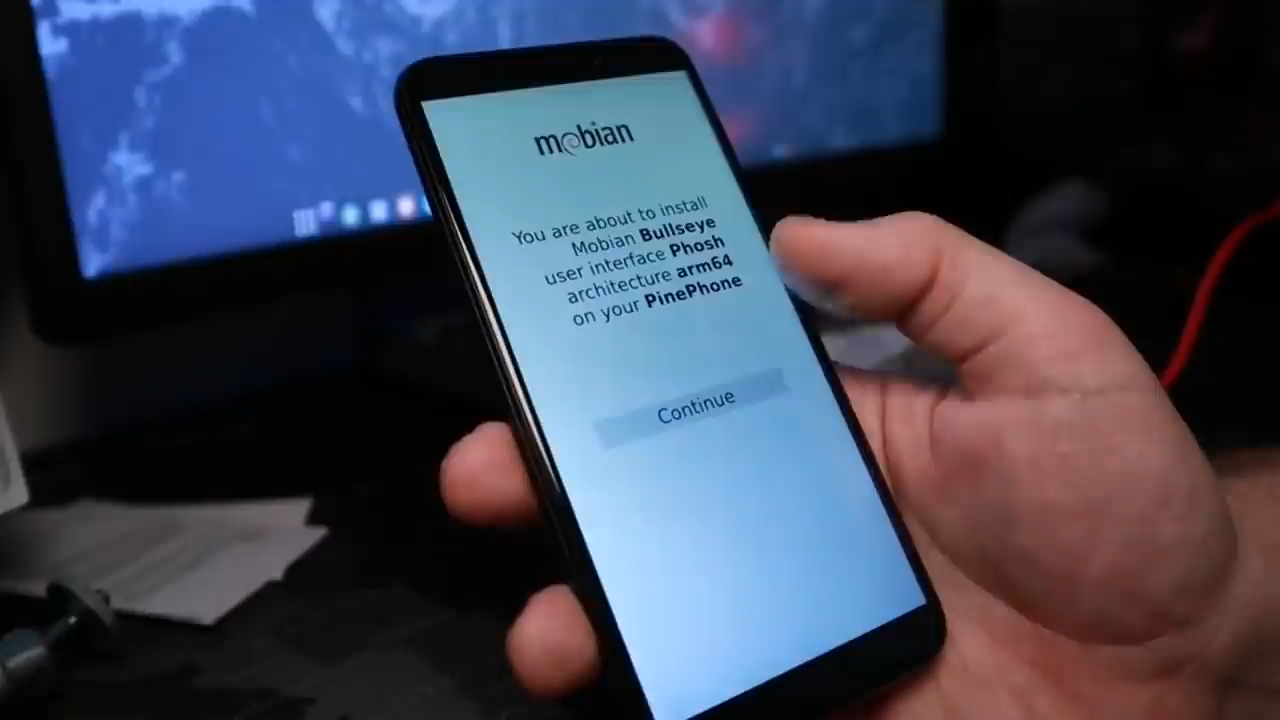 mobian
You are about to install
Mobian Bullseye
user interface Phosh
architecture arm64
on your PinePhone
Continue